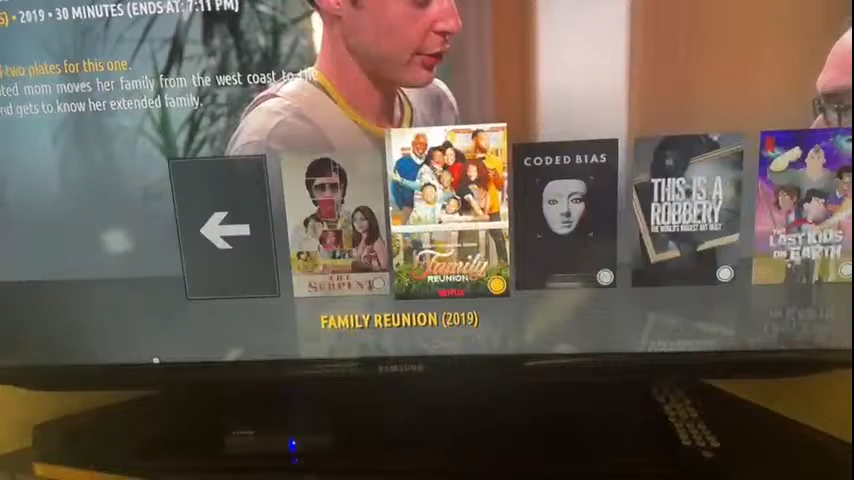 • 2019 • 30 MINUTES (ENDS AT: 7:11 PM)
two plates for this one.
mom moves her family from the west coast to the
nd gets to know her extended family.
THE SERPENT
Family
REUNION
NETFLIX
CODED BIAS
THIS IS A
ROBBERY
THE WORLD'S BIGGEST ART HEIST
THE
LAST KIDS
ON EARTH
FAMILY REUNION (2019)
SAMSUNG